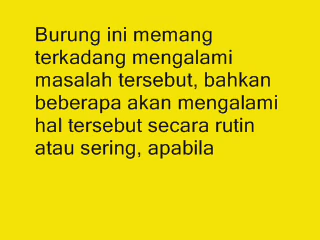 Burung ini memang
terkadang mengalami
masalah tersebut, bahkan
beberapa akan mengalami
hal tersebut secara rutin
atau sering, apabila